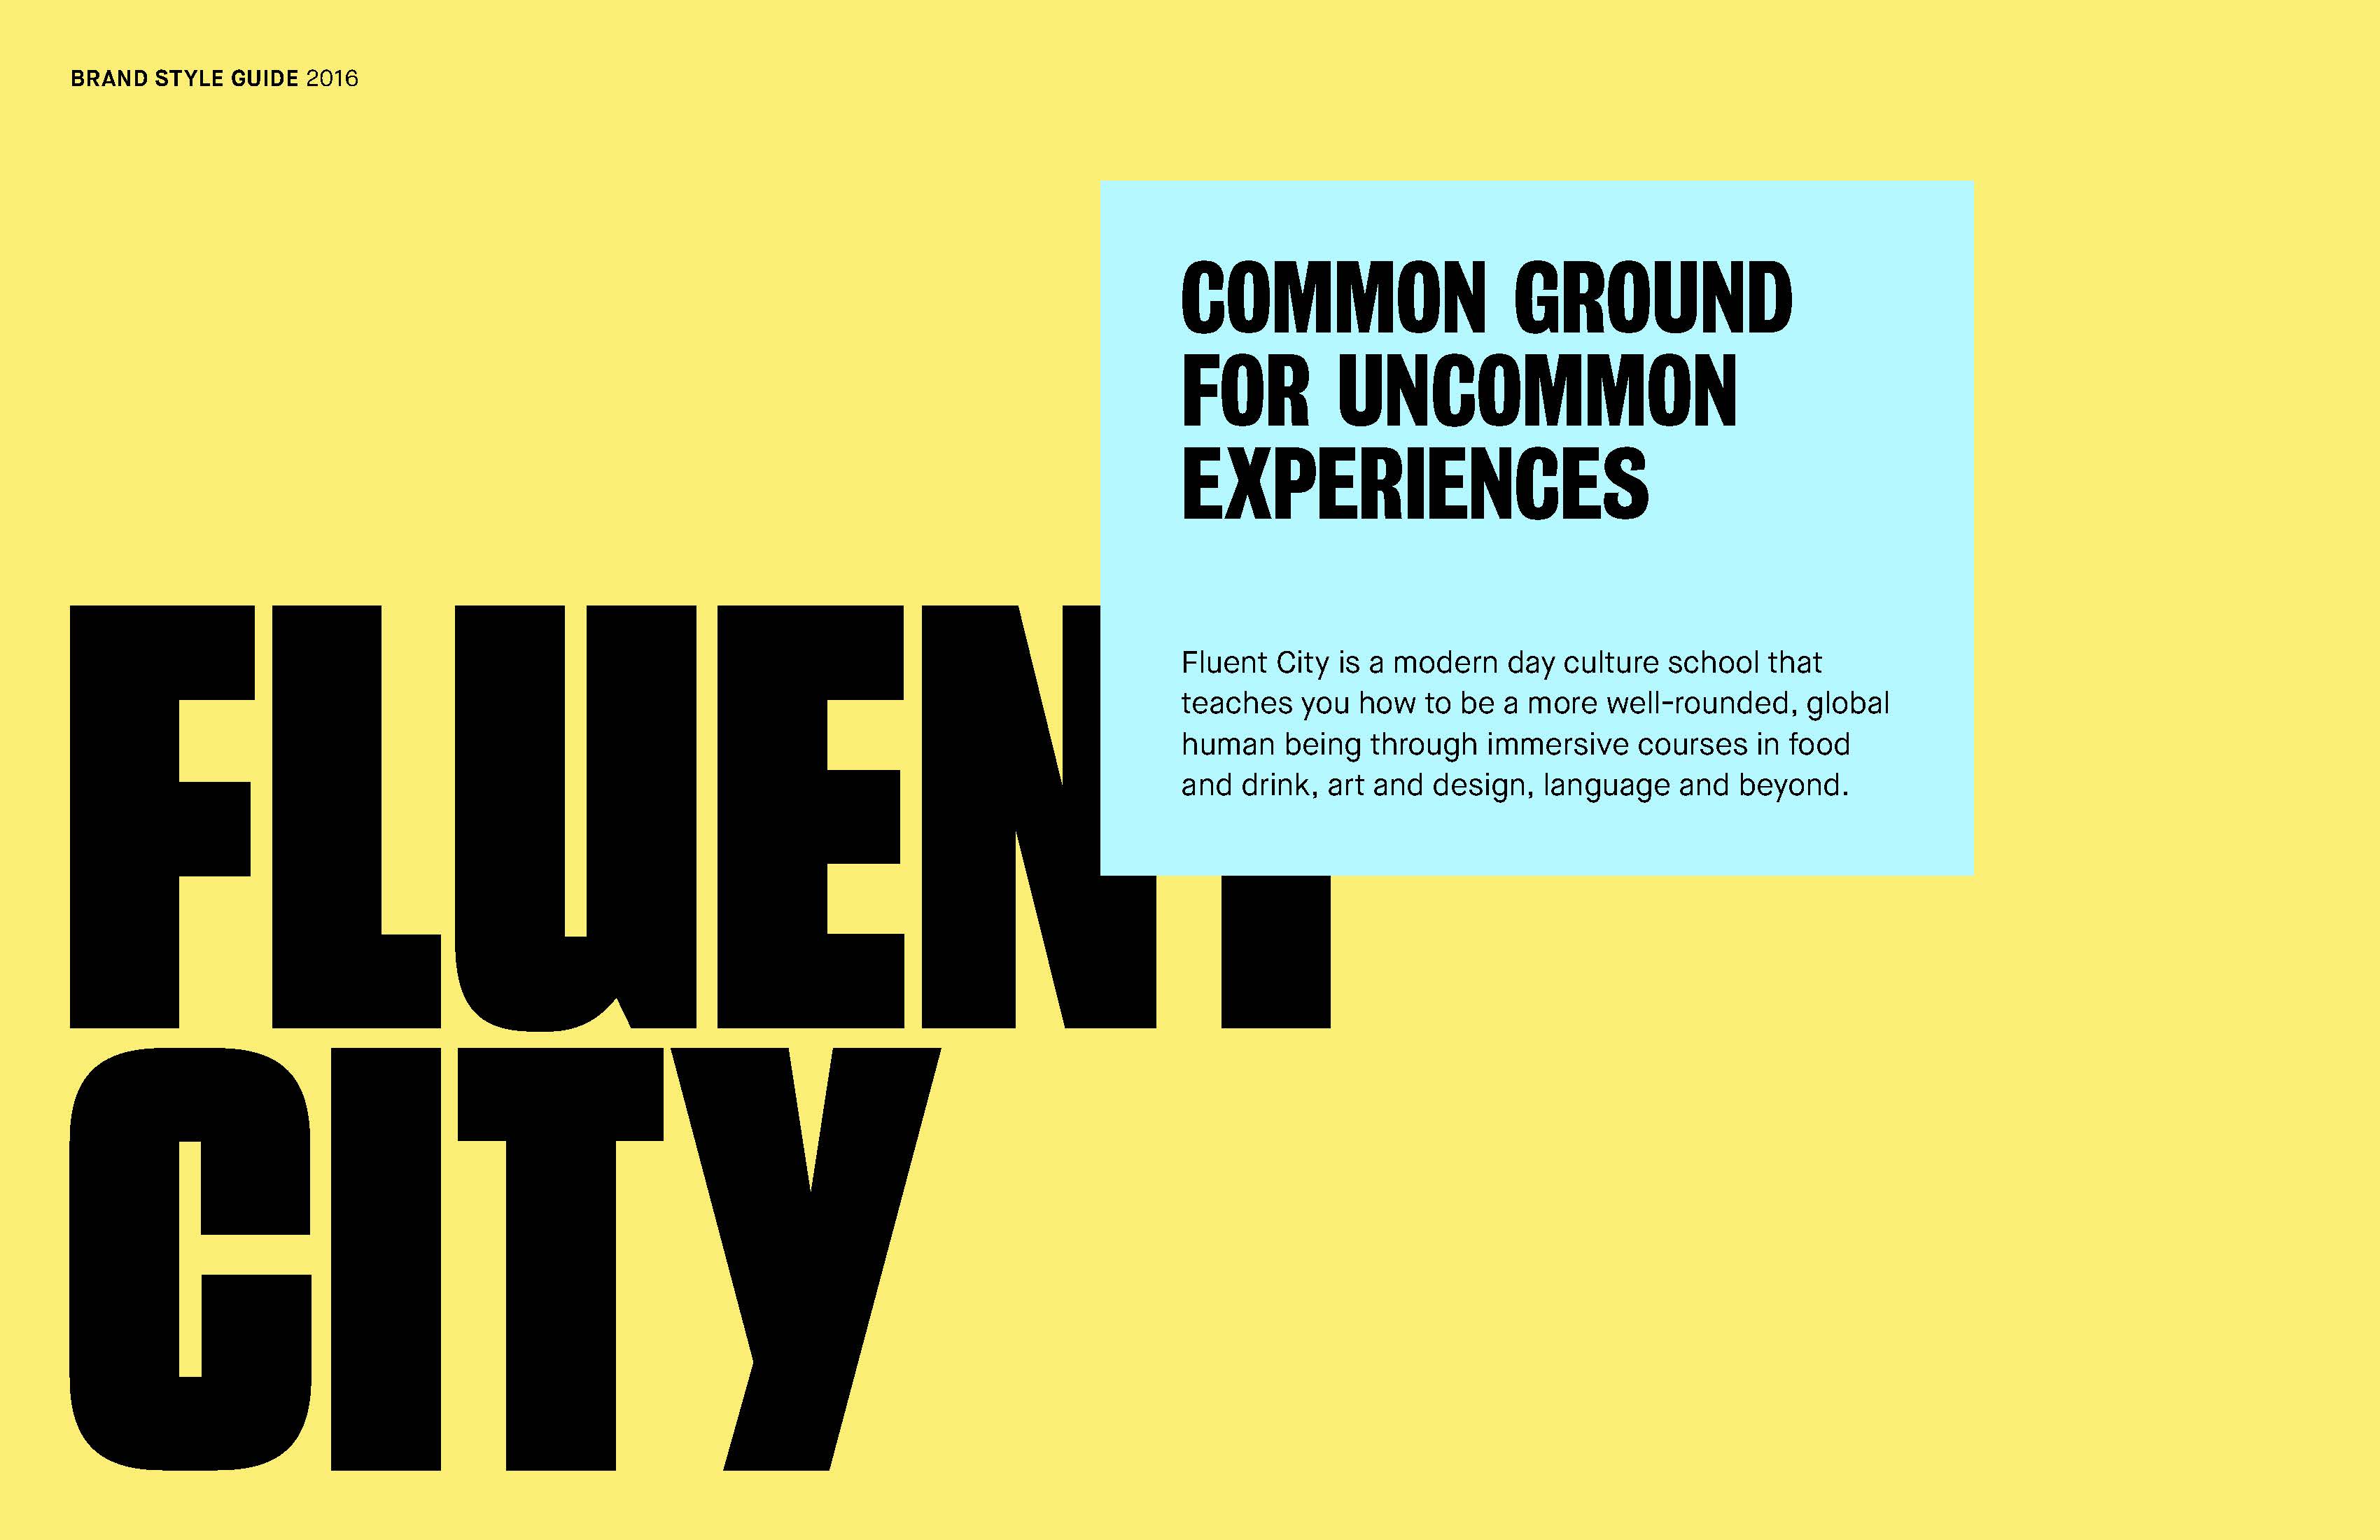 BRAND STYLE GUIDE 2016
COMMON GROUND
FOR UNCOMMON
EXPERIENCES
Fluent City is a modern day culture school that
teaches you how to be a more well-rounded, global
human being through immersive courses in food
and drink, art and design, language and beyond.
FLUENT
CITY